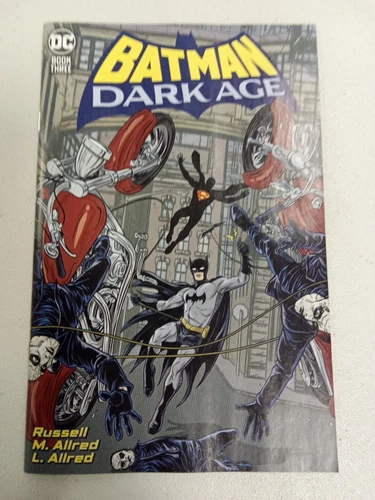 DC
BOOK
THREE
BATMAN
DARK AGE
Russell
M. Allred
L. Allred